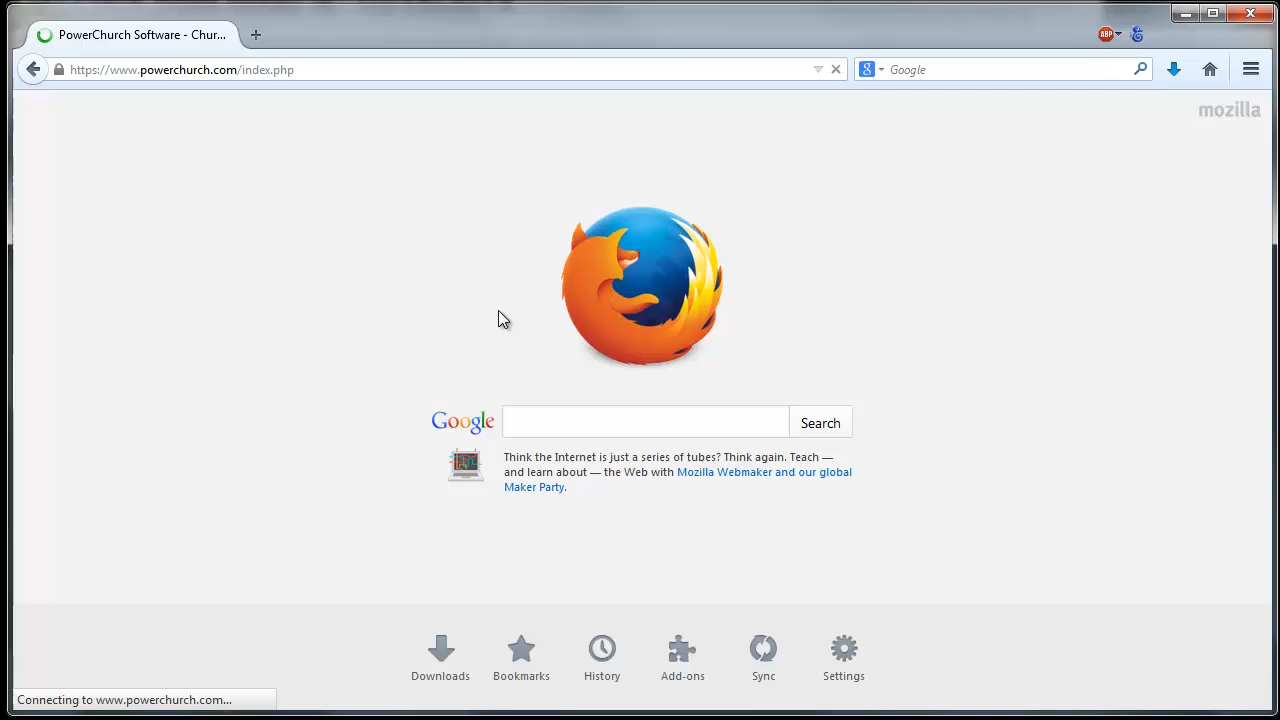 PowerChurch Software - Chur...
ABP
https://www.powerchurch.com/index.php
Google
mozilla
Google
Search
Think the Internet is just a series of tubes? Think again. Teach —
and learn about — the Web with Mozilla Webmaker and our global
Maker Party.
Downloads
Bookmarks
History
Add-ons
Sync
Settings
Connecting to www.powerchurch.com...